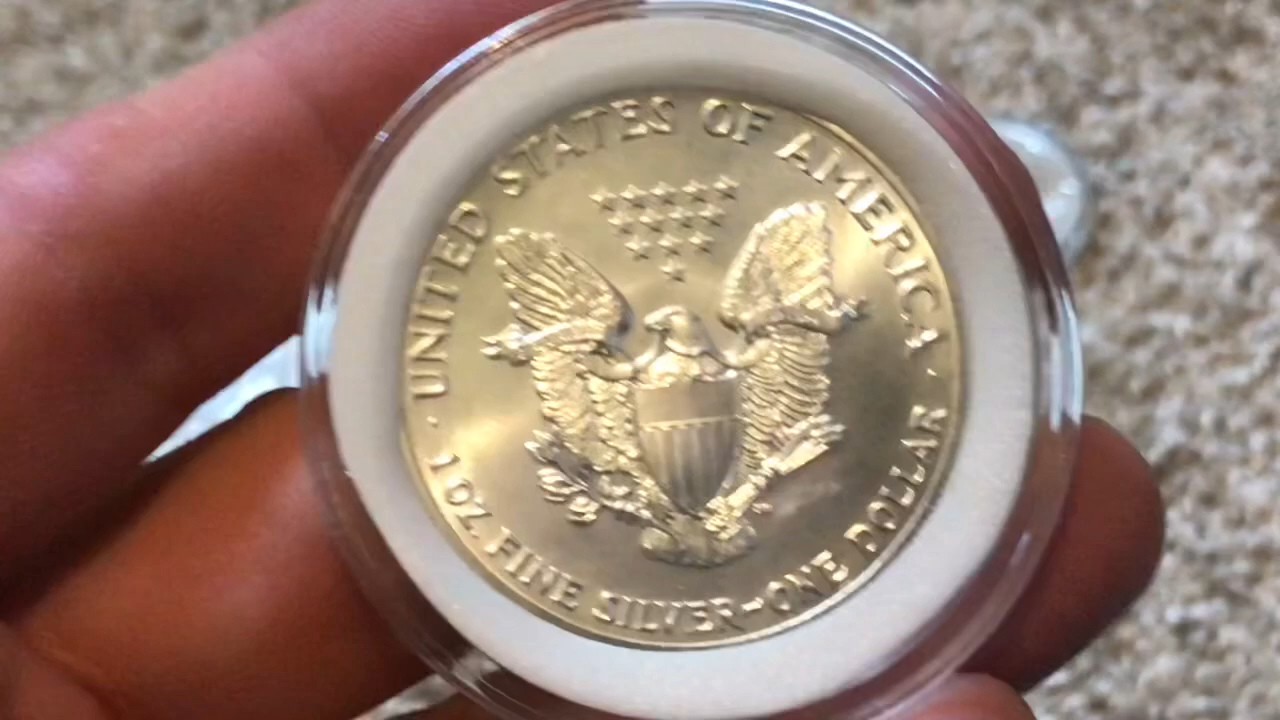 UNITED STATES OF AMERICA
· 1 OZ. FINE SILVER~ONE DOLLAR ·